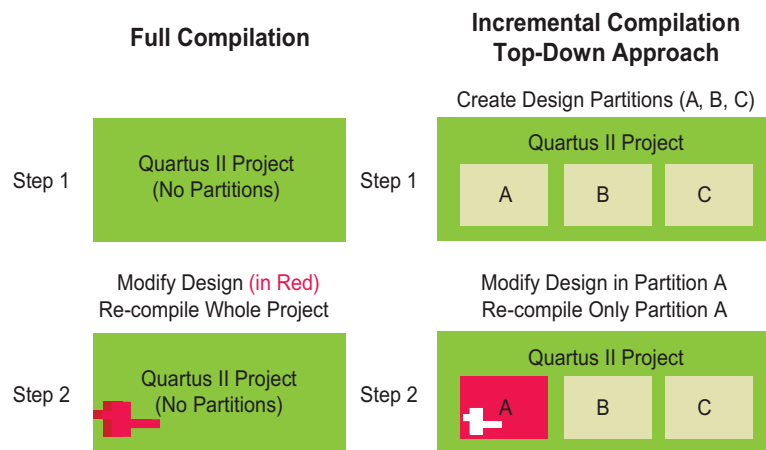 Full Compilation
Incremental Compilation
Top-Down Approach
Create Design Partitions (A, B, C)
Step 1
Quartus II Project
(No Partitions)
Step 1
Quartus II Project
A
B
C
Modify Design (in Red)
Re-compile Whole Project
Modify Design in Partition A
Re-compile Only Partition A
Step 2
Quartus II Project
(No Partitions)
Step 2
Quartus II Project
A
B
C